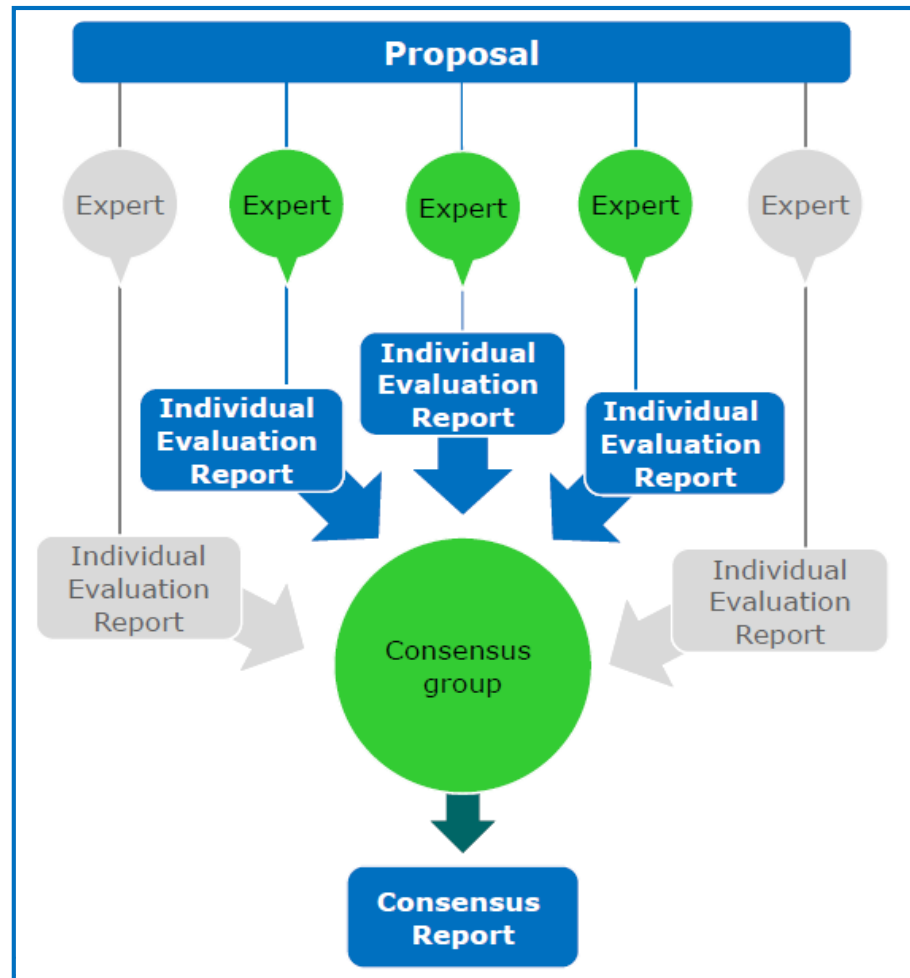 Proposal
Expert
Expert
Expert
Expert
Expert
Individual
Evaluation
Report
Individual
Evaluation
Report
Individual
Evaluation
Report
Individual
Evaluation
Report
Individual
Evaluation
Report
Consensus
group
Consensus
Report